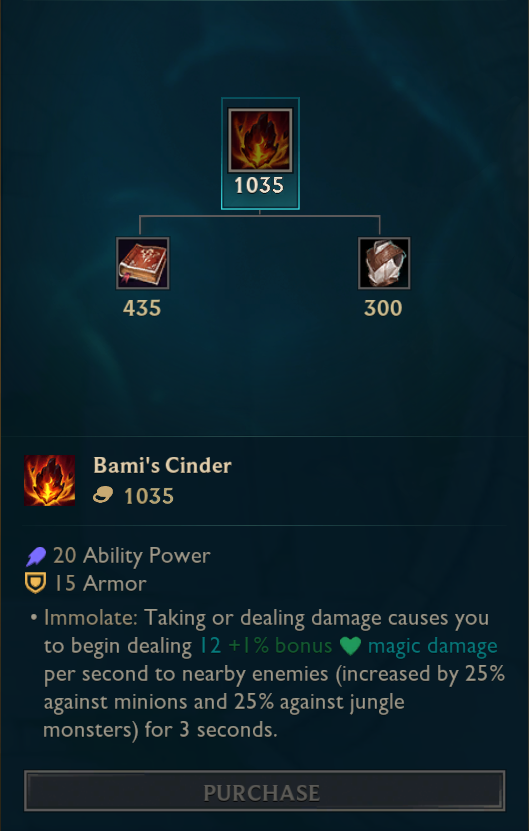 1035
435
300
Bami's Cinder
1035
20 Ability Power
15 Armor
• Immolate: Taking or dealing damage causes you
to begin dealing 12 +1% bonus magic damage
per second to nearby enemies (increased by 25%
against minions and 25% against jungle
monsters) for 3 seconds.
PURCHASE